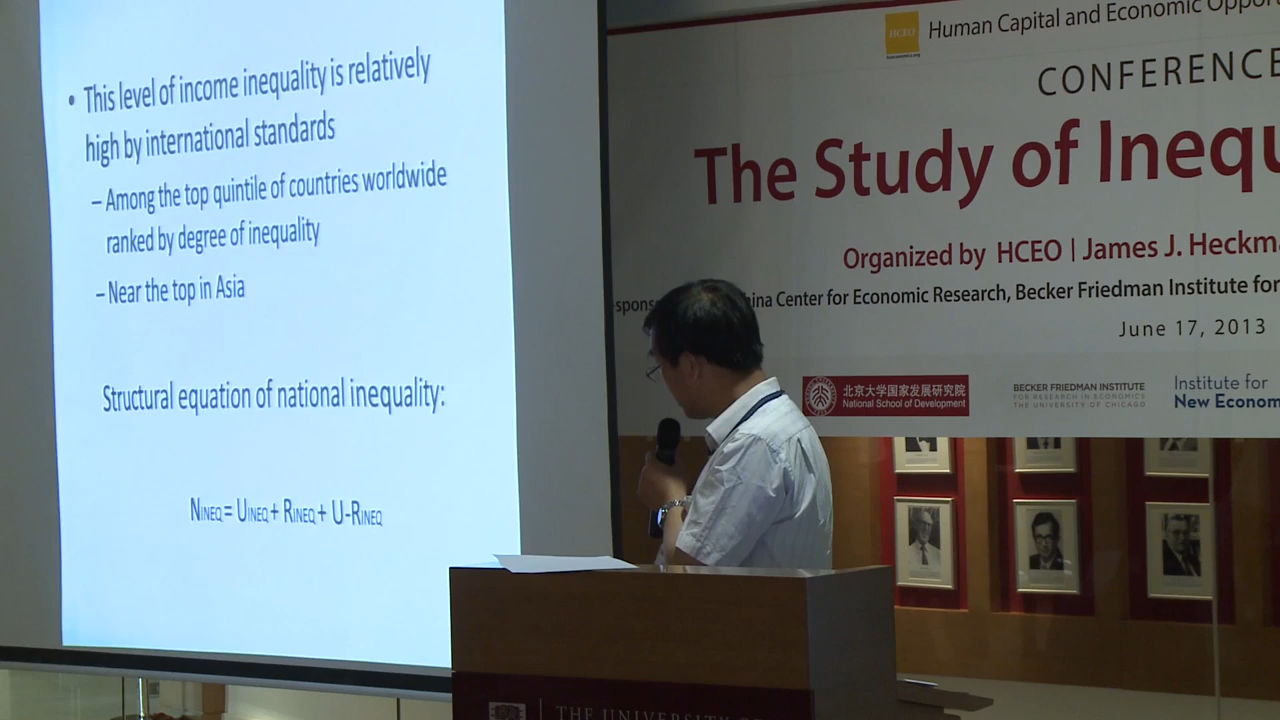 • This level of income inequality is relatively
high by international standards
– Among the top quintile of countries worldwide
ranked by degree of inequality
– Near the top in Asia
Structural equation of national inequality:
NINEQ = UINEQ + RINEQ + U-RINEQ
HCEO
Human Capital and Economic Oppor
CONFERENCE
The Study of Inequ
Organized by HCEO | James J. Heckm
ina Center for Economic Research, Becker Friedman Institute for
June 17, 2013
北京大学国家发展研究院
National School of Development
BECKER FRIEDMAN INSTITUTE
FOR RESEARCH IN ECONOMICS
THE UNIVERSITY OF CHICAGO
Institute for
New Econom
THE UNIVERSITY